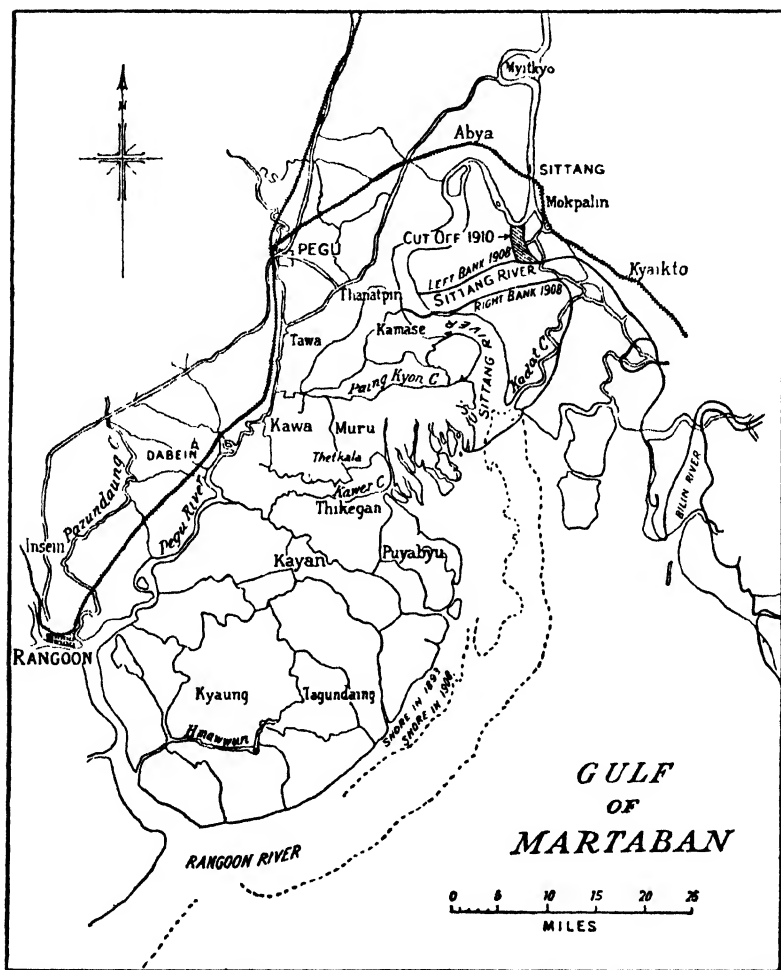 N
Myitkyo
Abya
SITTANG
Mokpalin
PEGU
CUT OFF 1910
LEFT BANK 1908
SITTANG RIVER
RIGHT BANK 1908
Kyaikto
Thanatpin
Tawa
Kamase
SITTANG RIVER
Kadat C
Paing Kyon C
Kawa
Muru
DABEIN
Thetkala
Pazundaung C
Pegu River
Kawer C
Thikegan
BILIN RIVER
Insein
Kayan
Puyabyu
RANGOON
Kyaung
Tagundaing
SHORE IN 1897
SHORE IN 1908
Hmawwun
GULF
OF
MARTABAN
RANGOON RIVER
0 5 10 15 20 25
MILES